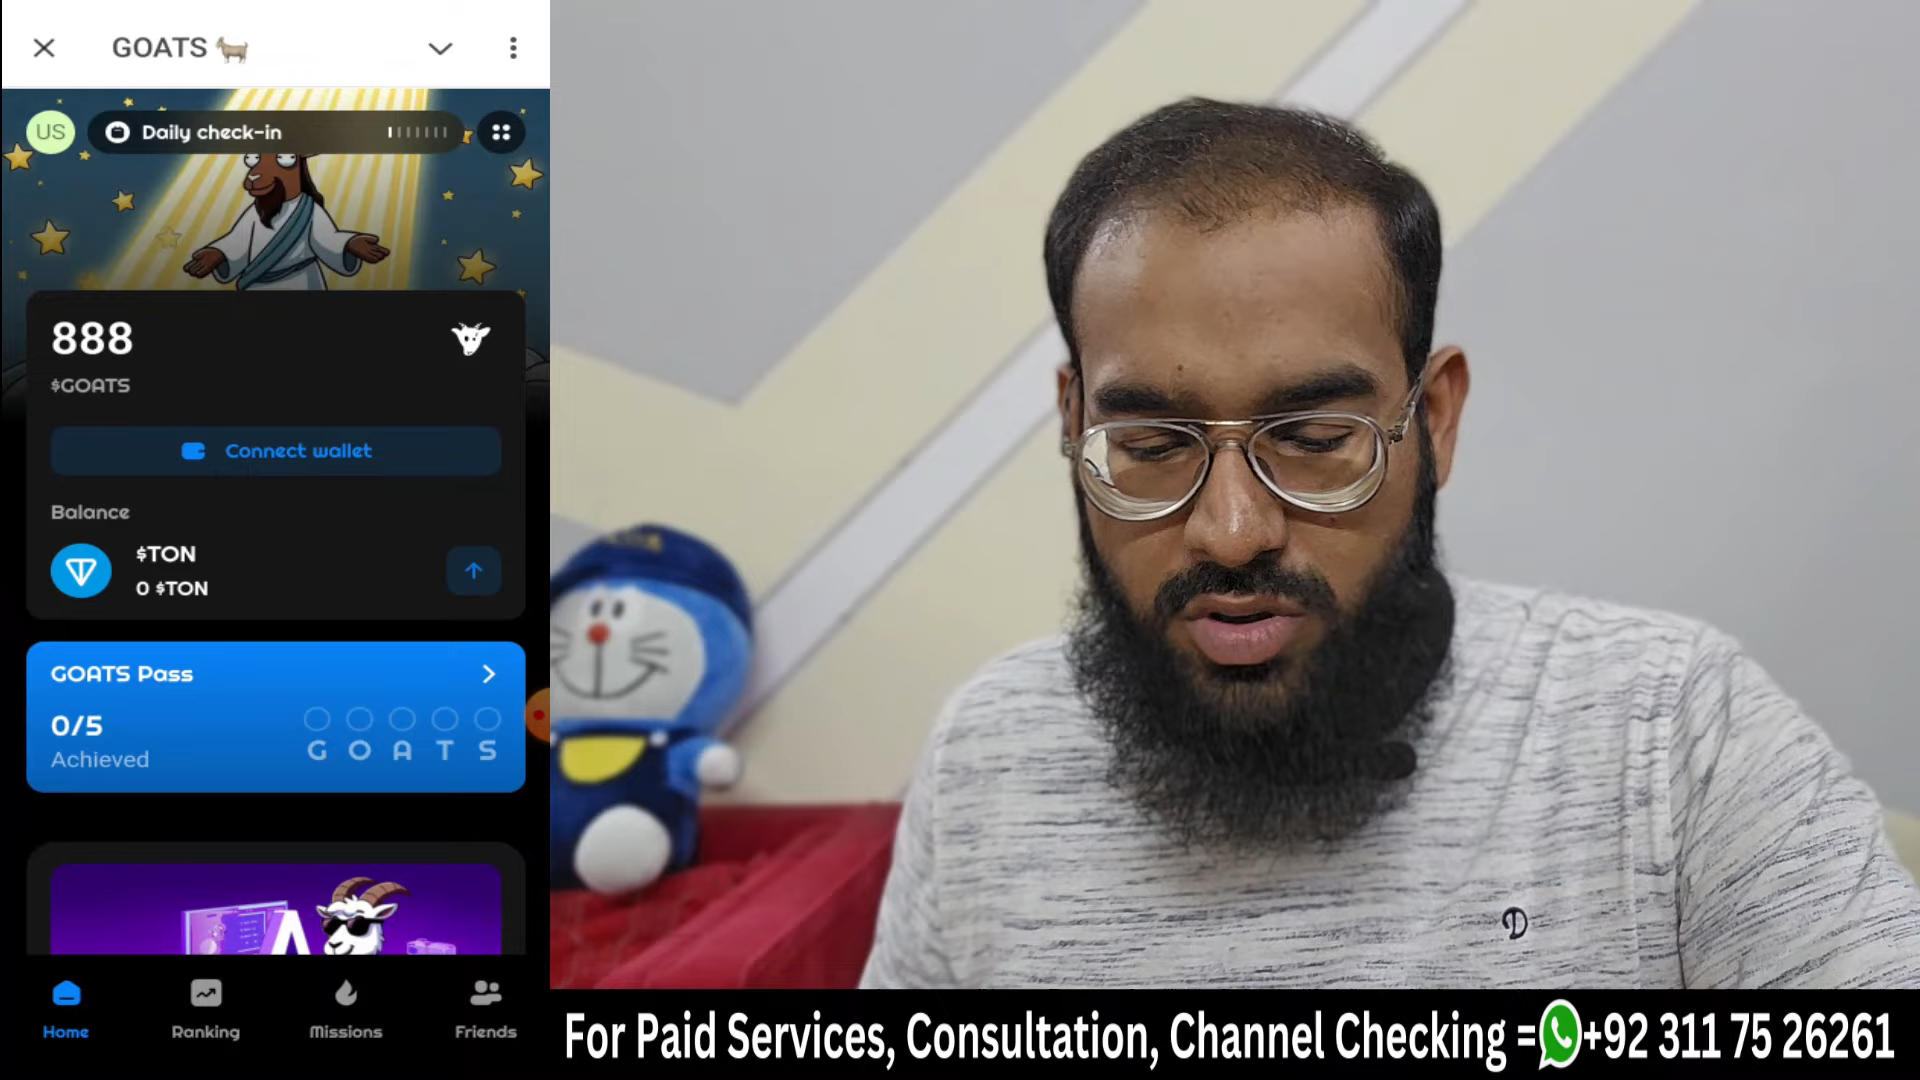 GOATS
US
Daily check-in
888
$GOATS
Connect wallet
Balance
$TON
0 $TON
GOATS Pass
0/5
Achieved
G O A T S
A
Home
Ranking
Missions
Friends
D
For Paid Services, Consultation, Channel Checking = +92 311 75 26261